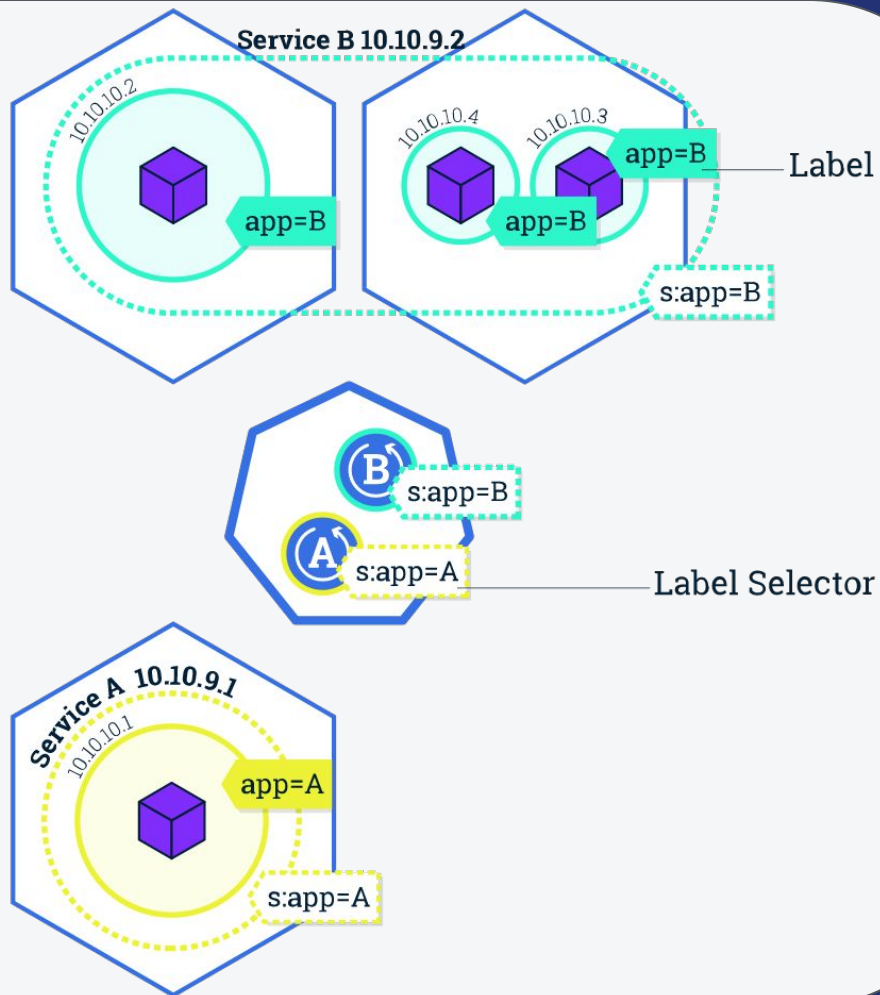 Service B 10.10.9.2
10.10.10.2
10.10.10.4
10.10.10.3
app=B
Label
app=B
app=B
s:app=B
B
s:app=B
A
s:app=A
Label Selector
Service A 10.10.9.1
10.10.10.1
app=A
s:app=A